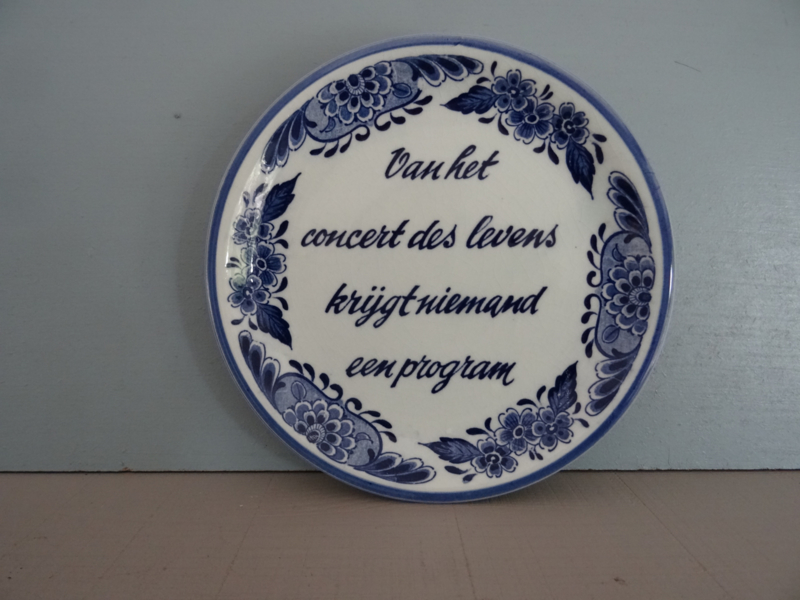 Van het
concert des levens
krijgt niemand
een program